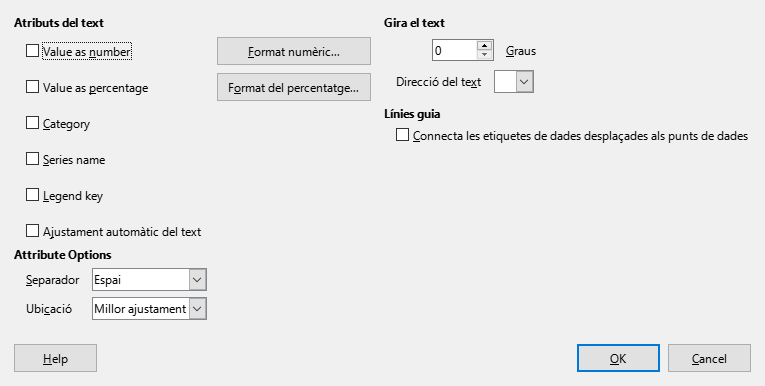 Atributs del text
Value as number
Format numèric...
Value as percentage
Format del percentatge...
Category
Series name
Legend key
Ajustament automàtic del text
Attribute Options
Separador Espai
Ubicació Millor ajustament
Gira el text
0 Graus
Direcció del text
Línies guia
Connecta les etiquetes de dades desplaçades als punts de dades
Help
OK
Cancel